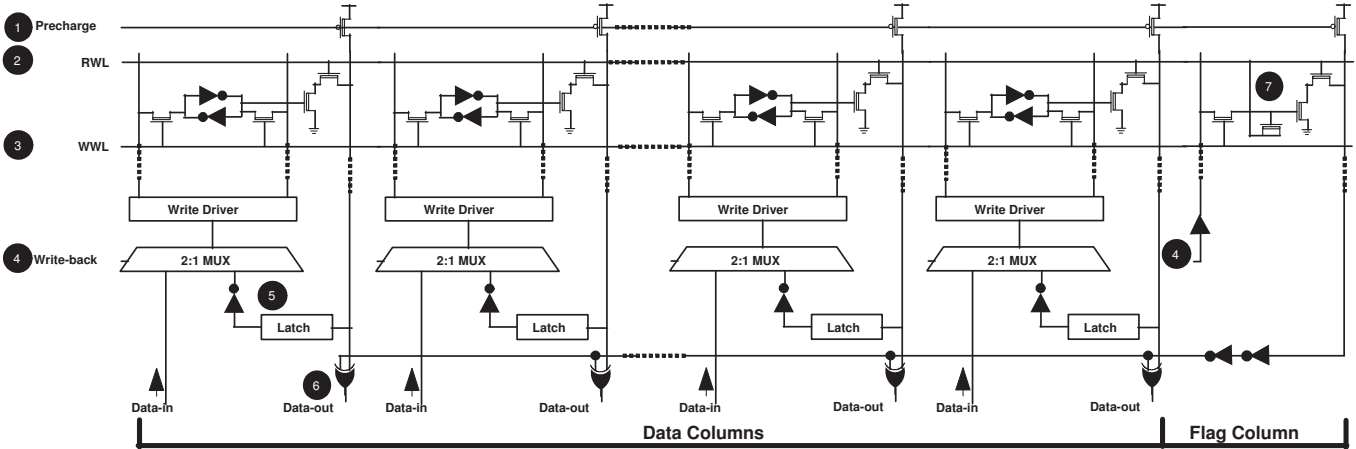 1 Precharge
2 RWL
7
3 WWL
Write Driver Write Driver Write Driver Write Driver
4 Write-back 2:1 MUX 2:1 MUX 2:1 MUX 2:1 MUX 4
5
Latch Latch Latch Latch
6
Data-in Data-out Data-in Data-out Data-in Data-out Data-in Data-out
Data Columns Flag Column